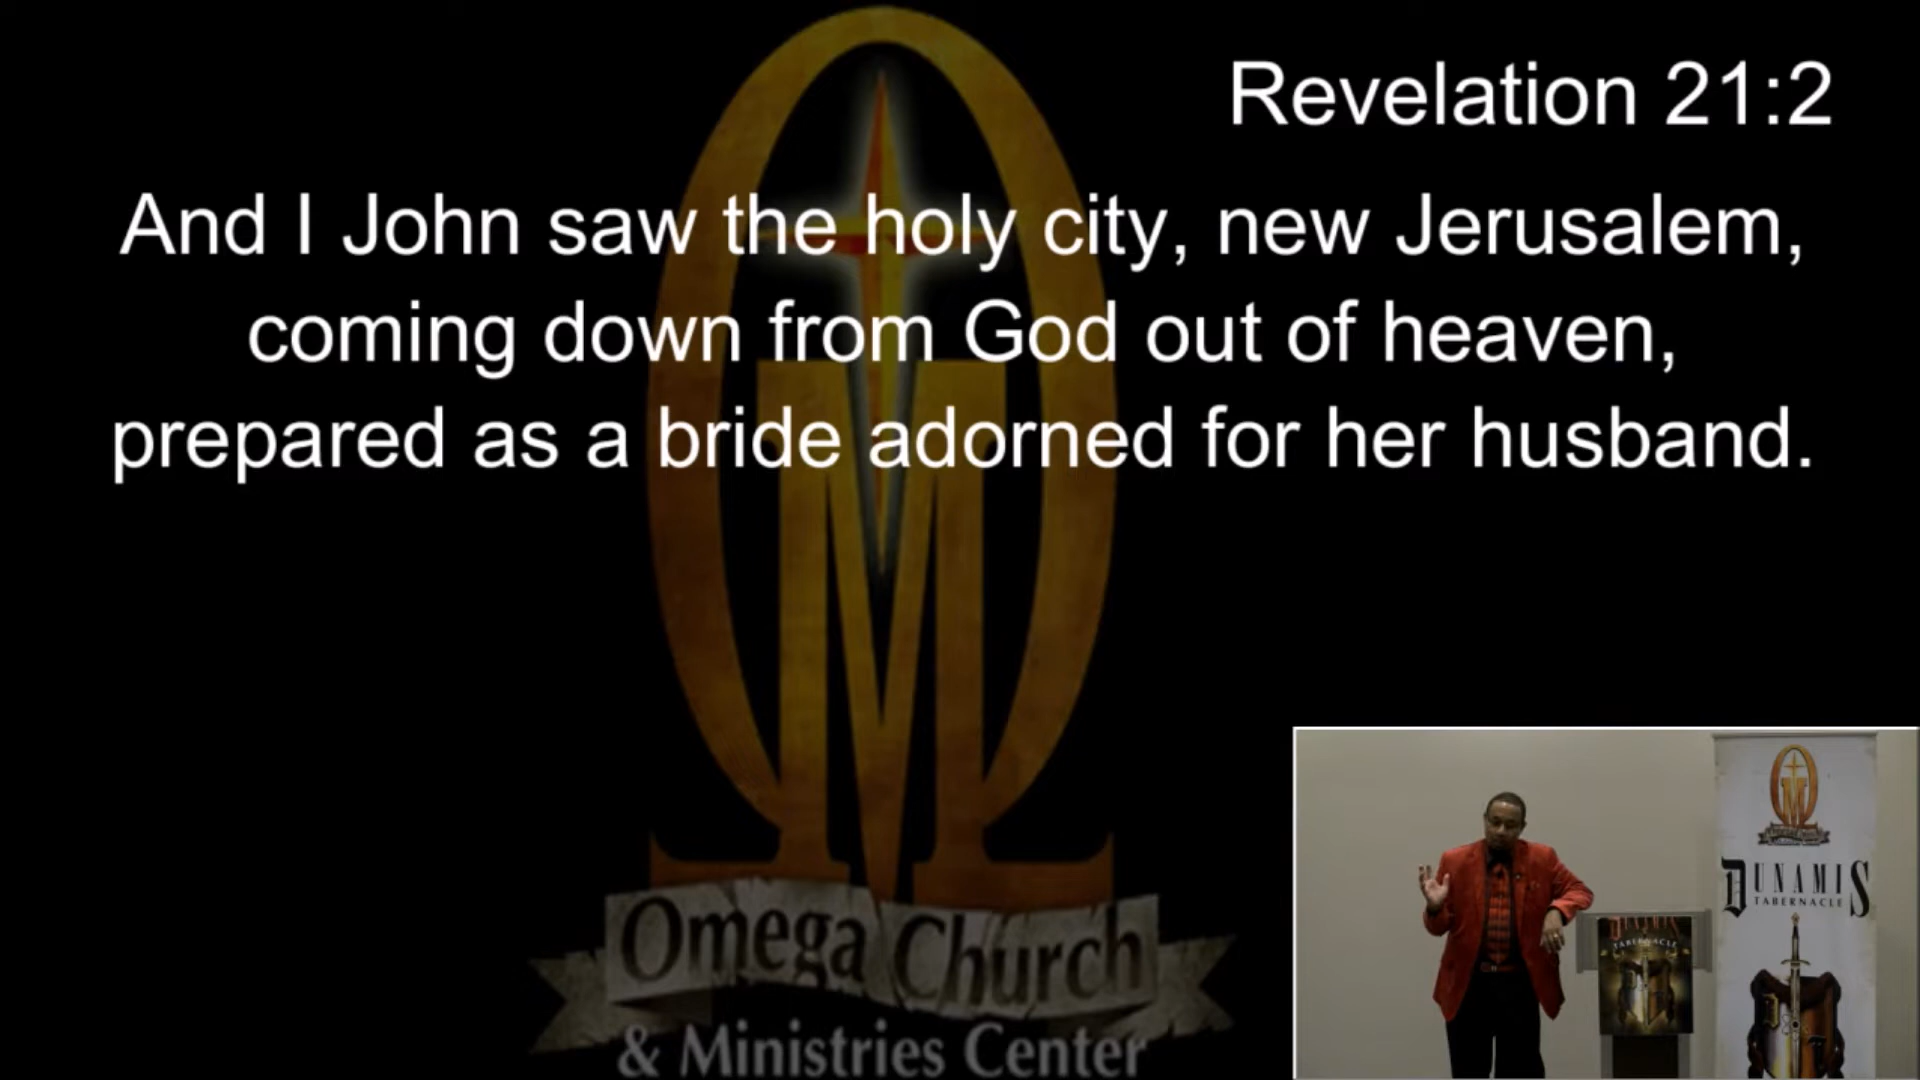 Revelation 21:2
And I John saw the holy city, new Jerusalem,
coming down from God out of heaven,
prepared as a bride adorned for her husband.
Omega Church
& Ministries Center
DUNAMIS
TABERNACLE
TABERNACLE